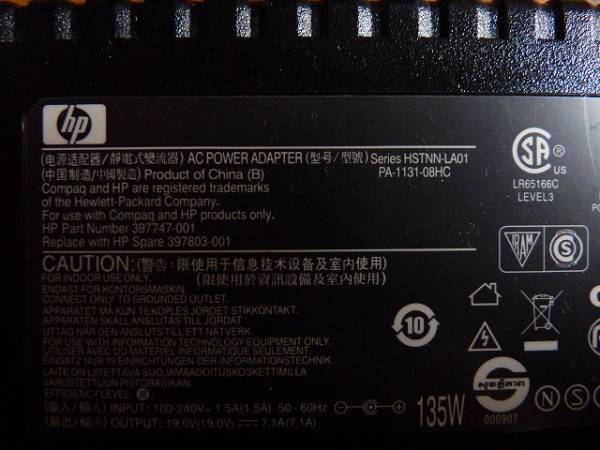 hp
(电源适配器/靜電式變流器) AC POWER ADAPTER (型号/型號) Series HSTNN-LA01
(中国制造/中國製造) Product of China (B) PA-1131-08HC
Compaq and HP are registered trademarks
of the Hewlett-Packard Company.
For use with Compaq and HP products only.
HP Part Number 397747-001
Replace with HP Spare 397803-001
SA
US
LR65166C
LEVEL3
CAUTION: (警告: 限使用于信息技术设备及室内使用)
(限使用於資訊設備及室內使用)
FOR INDOOR USE ONLY.
ENDAST FOR KONTORSMASKIN.
CONNECT ONLY TO GROUNDED OUTLET.
APPARATET MÅ KUN TILKOPLES JORDET STIKKONTAKT.
APPARATEN SKALL ANSLUTAS TILL JORDAT
UTTAG NÄR DEN ANSLUTS TILL ETT NÄTVERK.
FOR USE WITH INFORMATION TECHNOLOGY EQUIPMENT ONLY.
UTILISER AVEC DU MATERIEL INFORMATIQUE SEULEMENT.
EINSATZ NUR IN EINRICHTUNGEN DER INFORMATIONSTECHNIK.
LAITE ON LIITETTAVA SUOJAMAADOITUSKOSKETTIMILLA
VARUSTETTUUN PISTORASIAAN.
EFFICIENCY LEVEL: III
(输入/輸入) INPUT: 100-240V~ 1.5A(1.5A) 50-60Hz
(输出/輸出) OUTPUT: 19.0V(19.0V) 7.1A(7.1A)
135W
10
IRAM
S
000907
N
S